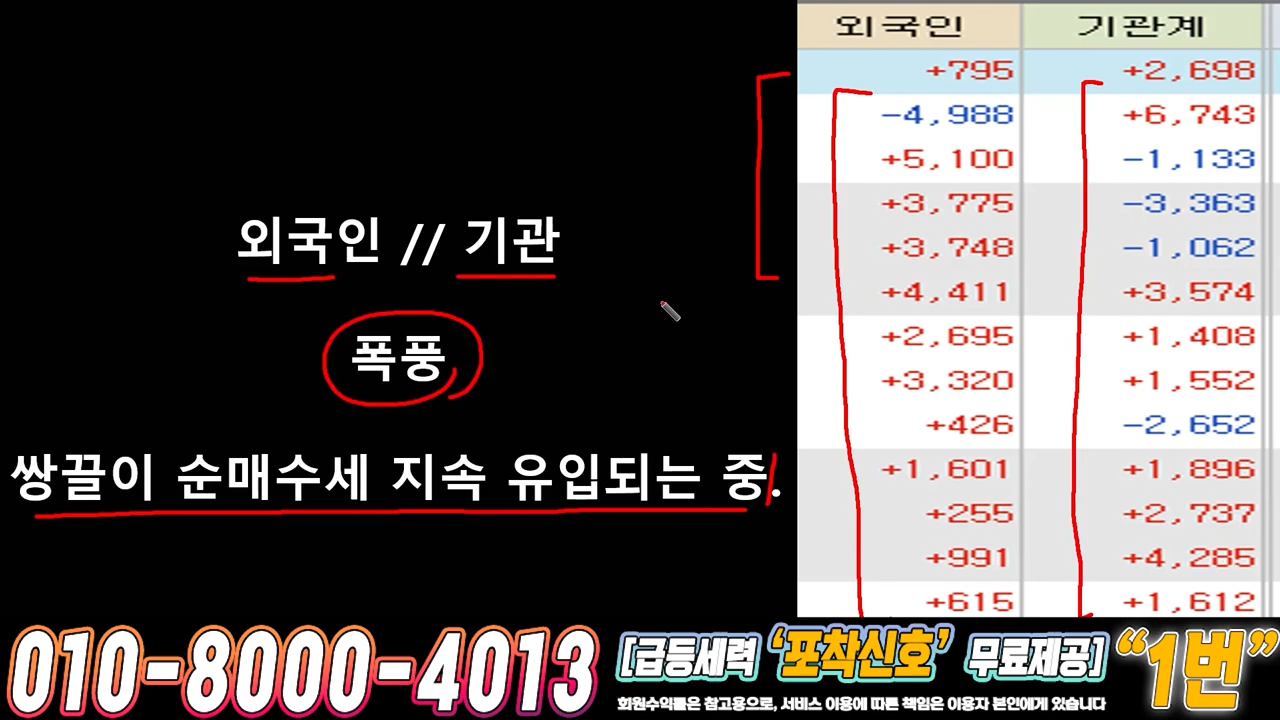 외국인 // 기관
폭풍
쌍끌이 순매수세 지속 유입되는 중.
외국인 기관계
+795 +2,698
-4,988 +6,743
+5,100 -1,133
+3,775 -3,363
+3,748 -1,062
+4,411 +3,574
+2,695 +1,408
+3,320 +1,552
+426 -2,652
+1,601 +1,896
+255 +2,737
+991 +4,285
+615 +1,612
010-8000-4013 [급등세력 ‘포착신호’ 무료제공] “1번”
회원수익률은 참고용으로, 서비스 이용에 따른 책임은 이용자 본인에게 있습니다